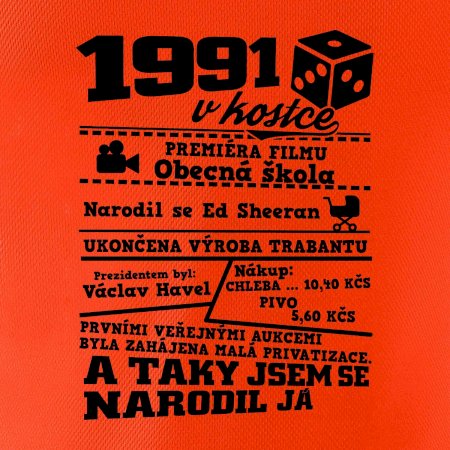 1991
v kostce
PREMIÉRA FILMU
Obecná škola
Narodil se Ed Sheeran
UKONČENA VÝROBA TRABANTU
Prezidentem byl:
Václav Havel
Nákup:
CHLEBA ... 10,40 KČS
PIVO
5,60 KČS
PRVNÍMI VEŘEJNÝMI AUKCEMI
BYLA ZAHÁJENA MALÁ PRIVATIZACE.
A TAKY JSEM SE
NARODIL JÁ